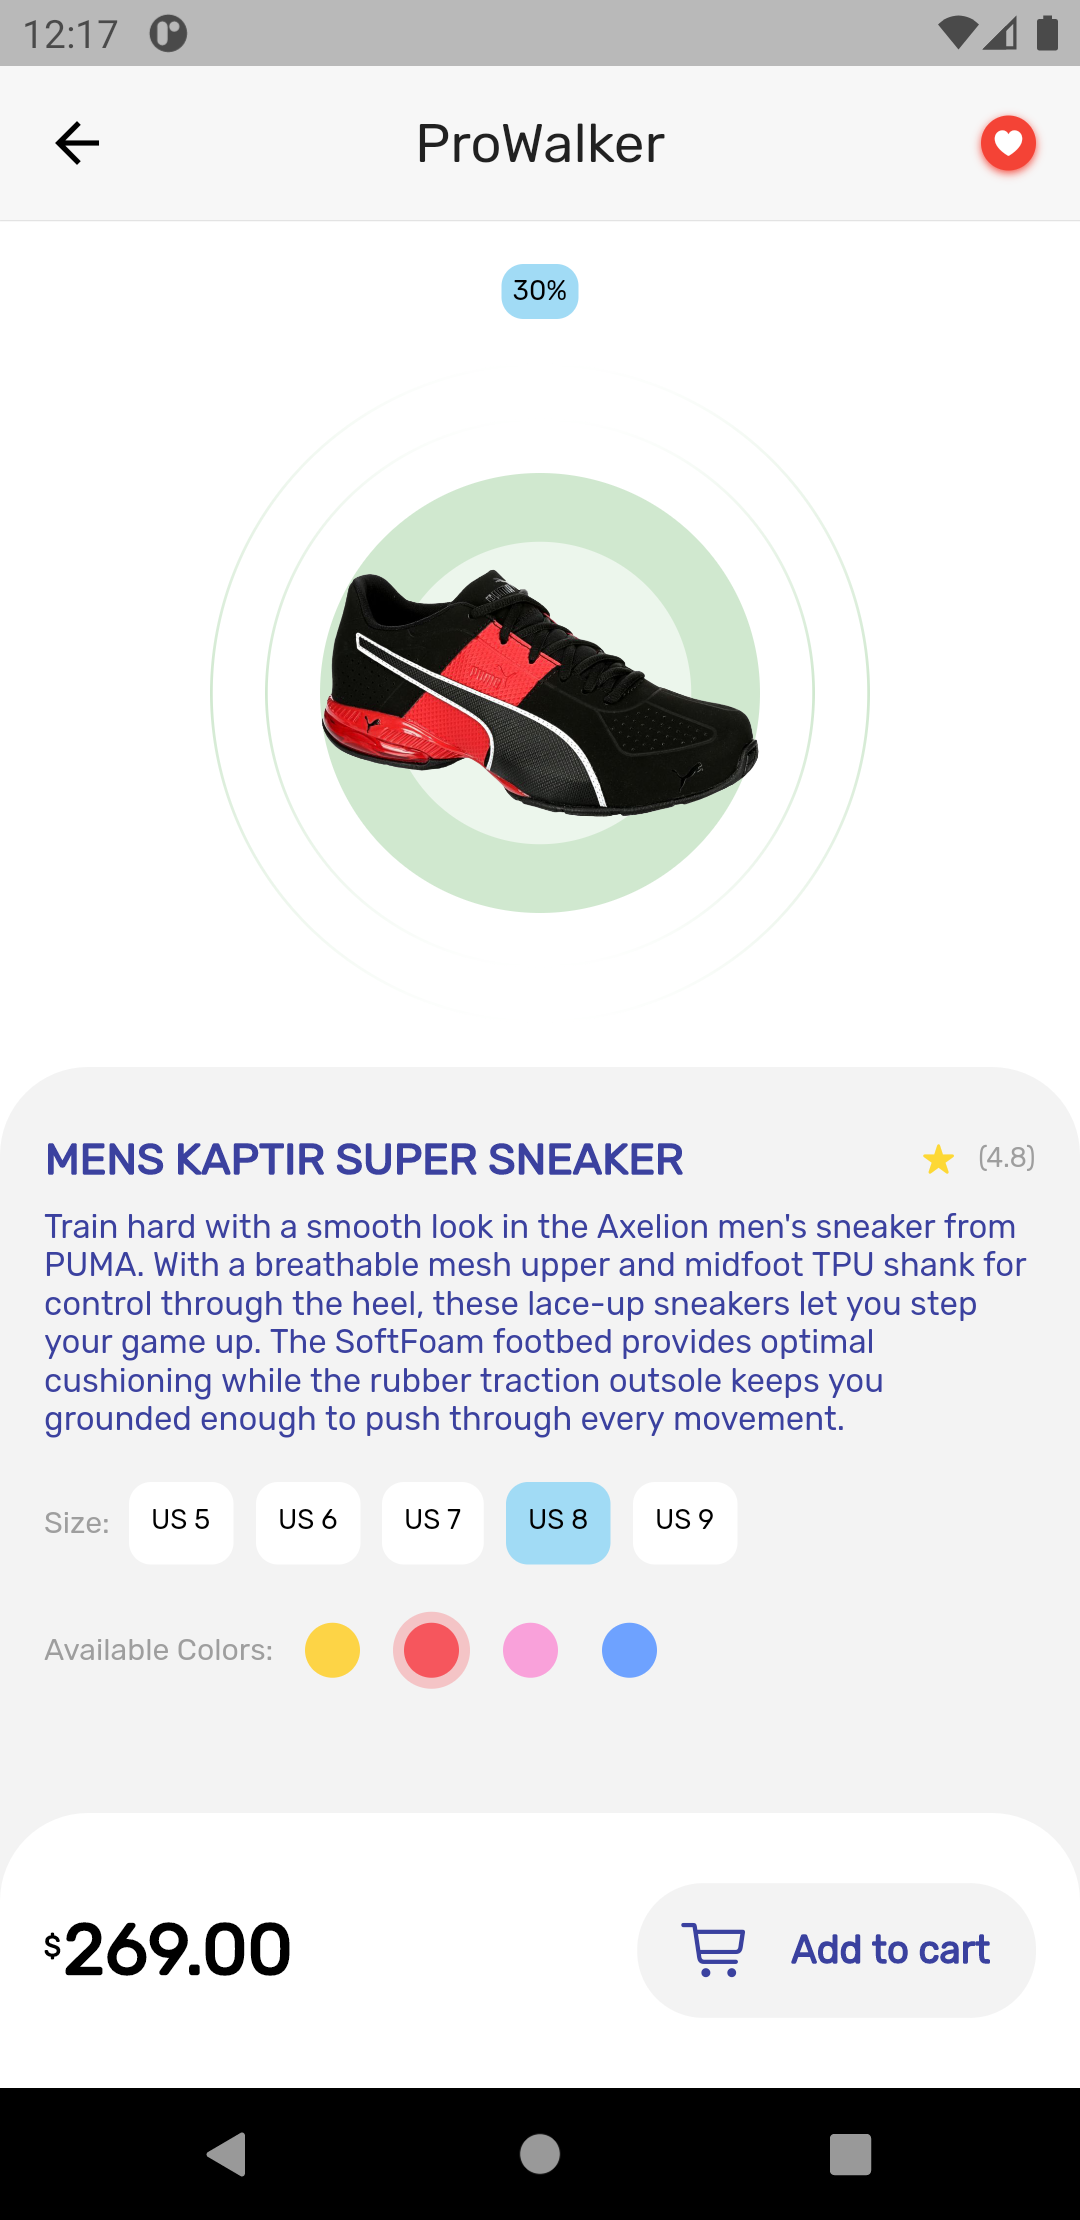 12:17
ProWalker
30%
MENS KAPTIR SUPER SNEAKER
(4.8)
Train hard with a smooth look in the Axelion men's sneaker from
PUMA. With a breathable mesh upper and midfoot TPU shank for
control through the heel, these lace-up sneakers let you step
your game up. The SoftFoam footbed provides optimal
cushioning while the rubber traction outsole keeps you
grounded enough to push through every movement.
Size:
US 5
US 6
US 7
US 8
US 9
Available Colors:
$269.00
Add to cart